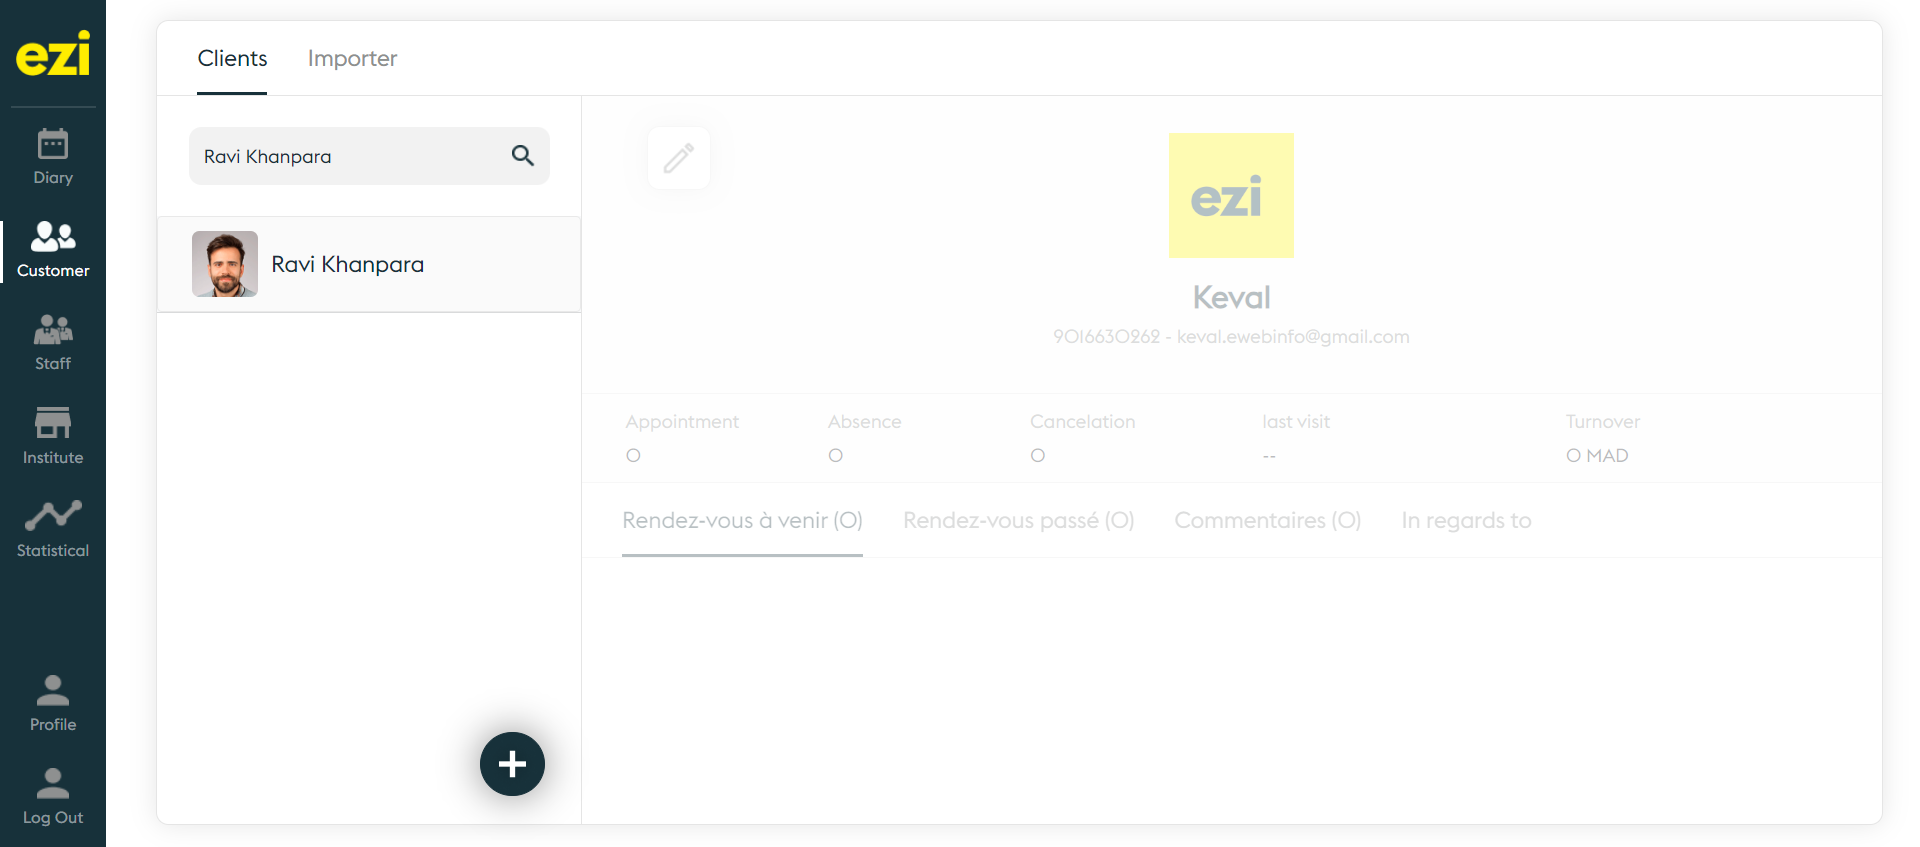 ezi
Diary
Customer
Staff
Institute
Statistical
Profile
Log Out
Clients
Importer
Ravi Khanpara
Ravi Khanpara
ezi
Keval
9016630262 - keval.ewebinfo@gmail.com
Appointment
0
Absence
0
Cancelation
0
last visit
--
Turnover
0 MAD
Rendez-vous à venir (0)
Rendez-vous passé (0)
Commentaires (0)
In regards to